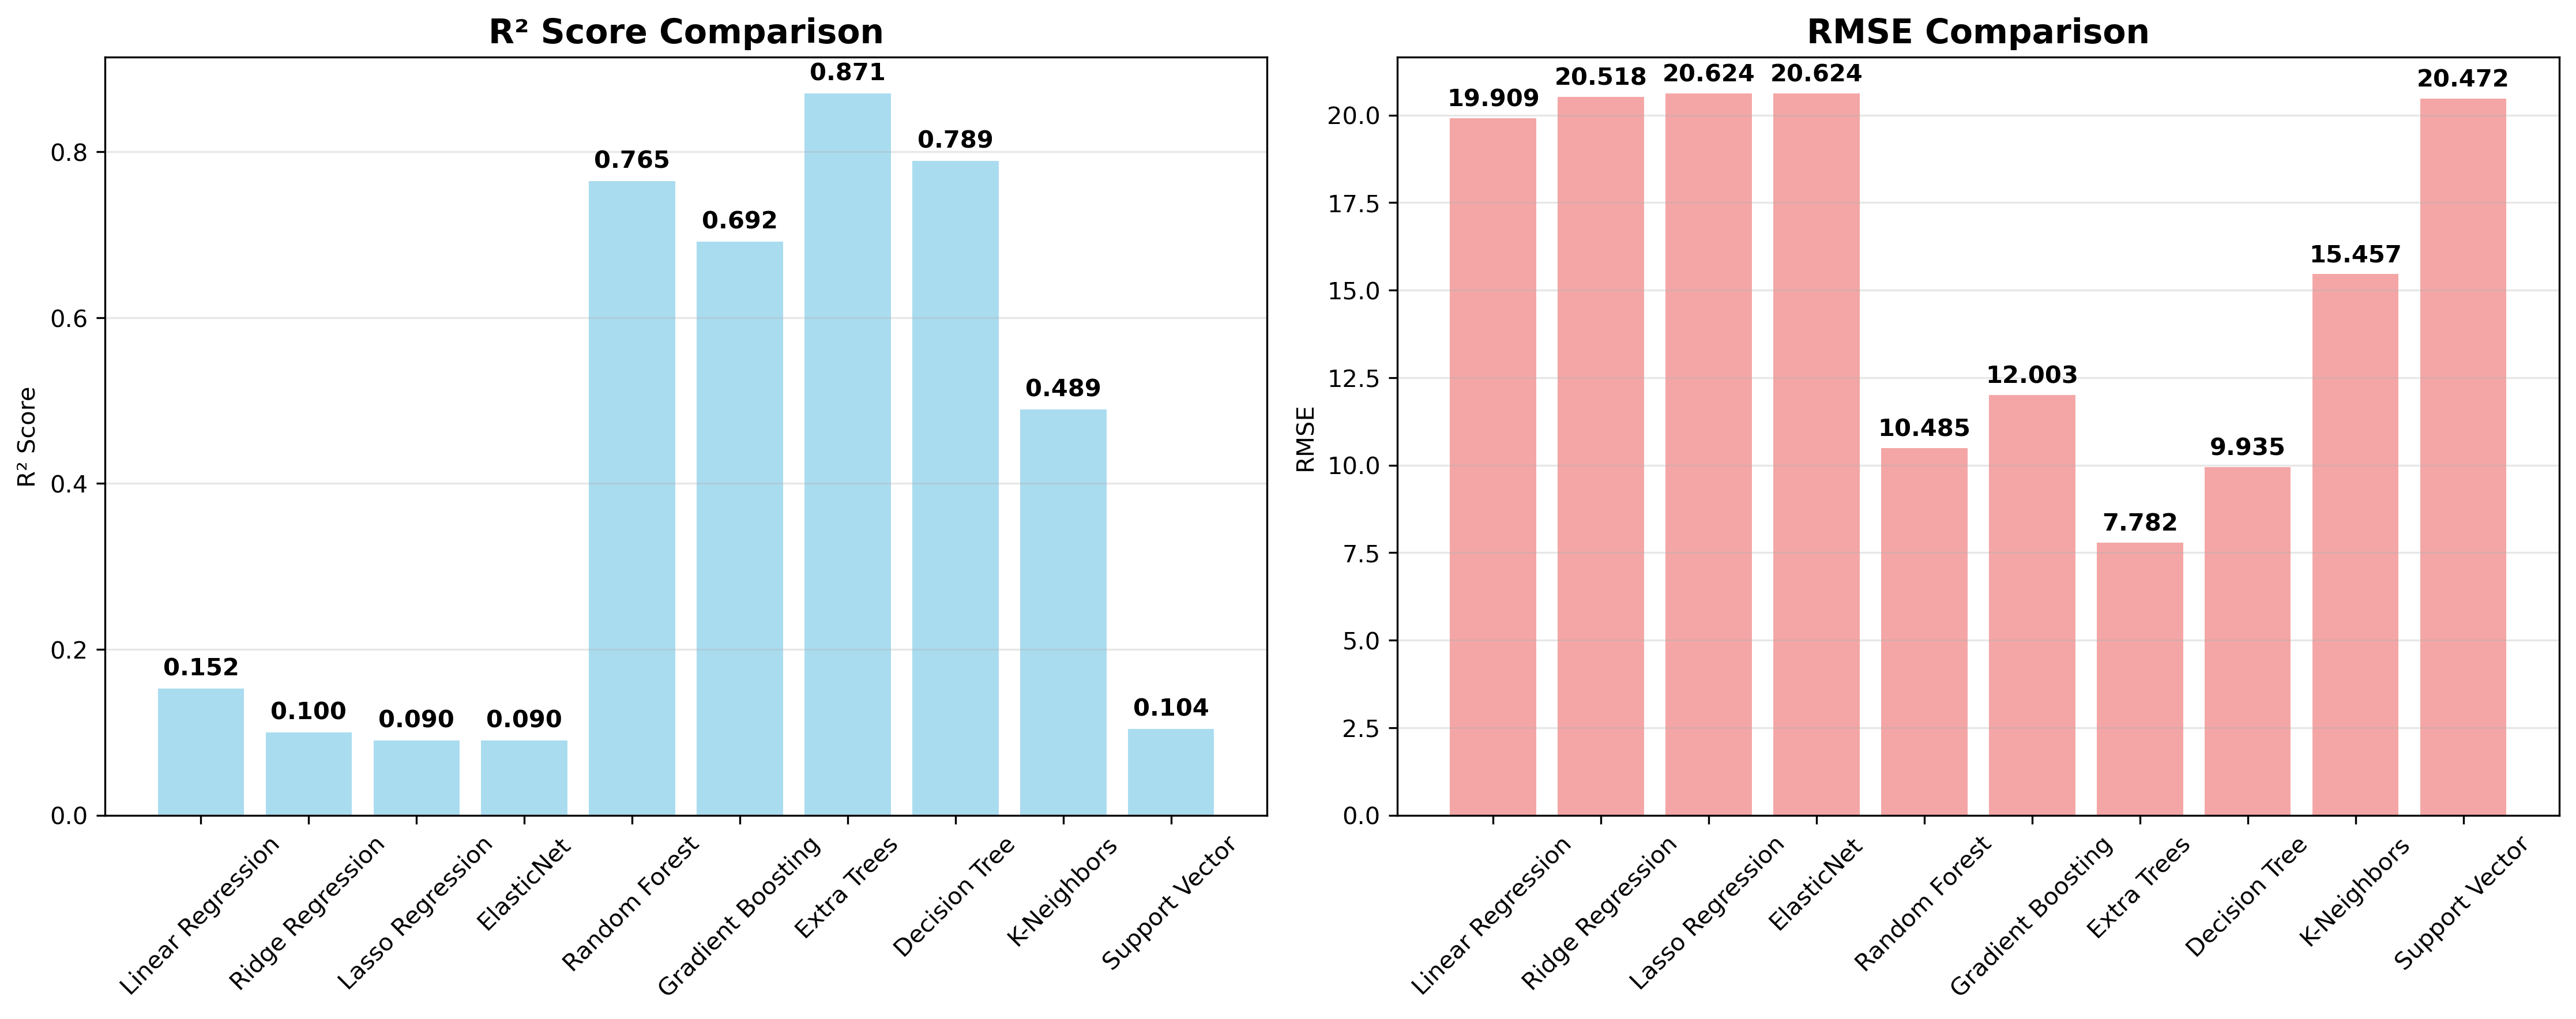 R² Score Comparison
R² Score
0.8
0.6
0.4
0.2
0.0
0.152
0.100
0.090
0.090
0.765
0.692
0.871
0.789
0.489
0.104
Linear Regression
Ridge Regression
Lasso Regression
ElasticNet
Random Forest
Gradient Boosting
Extra Trees
Decision Tree
K-Neighbors
Support Vector
RMSE Comparison
RMSE
20.0
17.5
15.0
12.5
10.0
7.5
5.0
2.5
0.0
19.909
20.518
20.624
20.624
10.485
12.003
7.782
9.935
15.457
20.472
Linear Regression
Ridge Regression
Lasso Regression
ElasticNet
Random Forest
Gradient Boosting
Extra Trees
Decision Tree
K-Neighbors
Support Vector